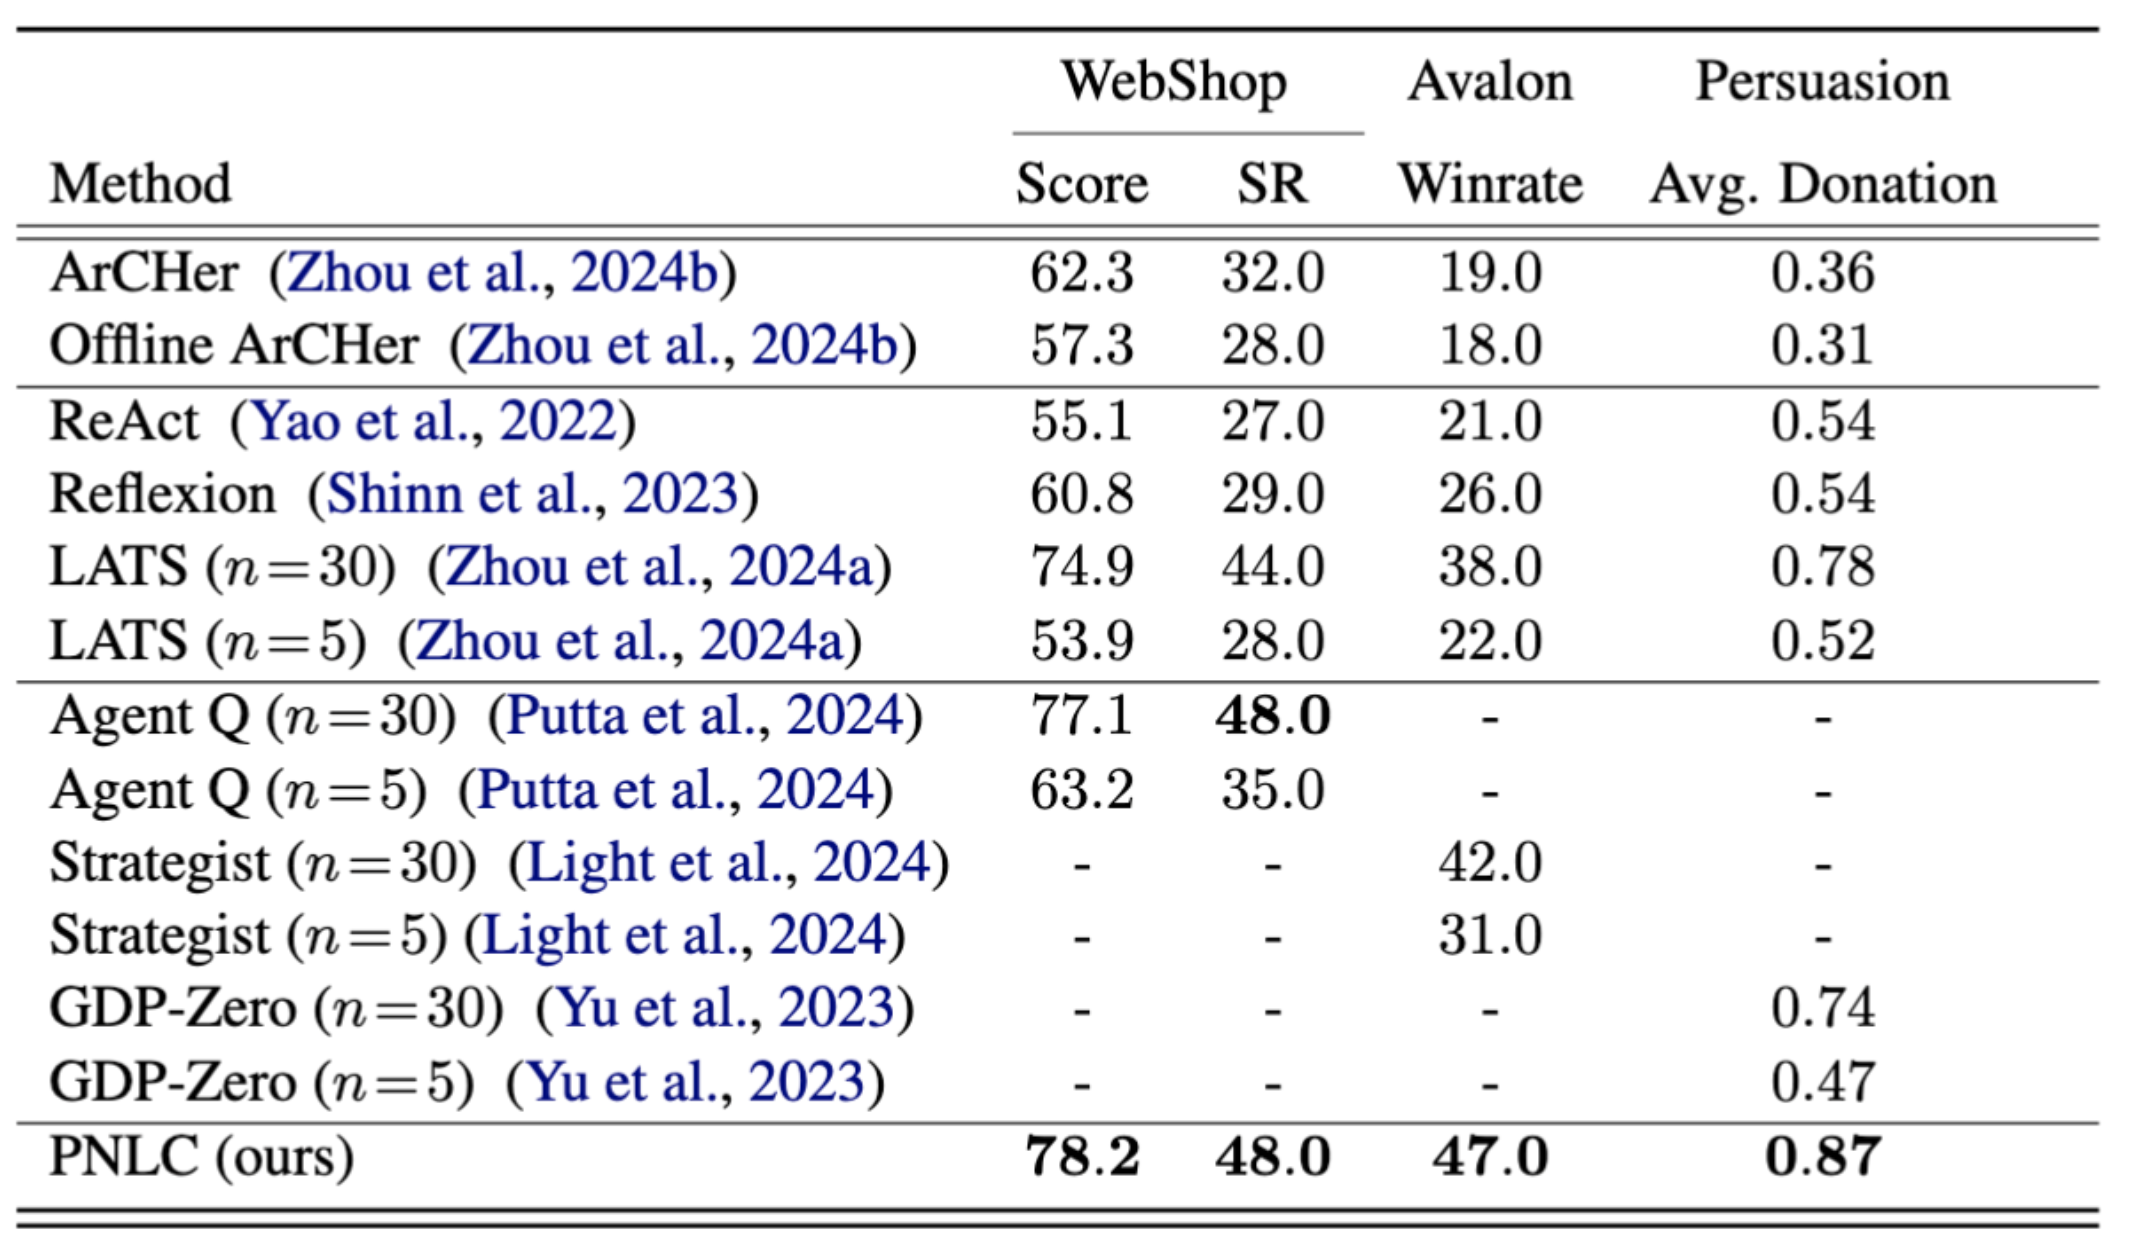 WebShop Avalon Persuasion
Method Score SR Winrate Avg. Donation
ArCHer (Zhou et al., 2024b) 62.3 32.0 19.0 0.36
Offline ArCHer (Zhou et al., 2024b) 57.3 28.0 18.0 0.31
ReAct (Yao et al., 2022) 55.1 27.0 21.0 0.54
Reflexion (Shinn et al., 2023) 60.8 29.0 26.0 0.54
LATS (n=30) (Zhou et al., 2024a) 74.9 44.0 38.0 0.78
LATS (n=5) (Zhou et al., 2024a) 53.9 28.0 22.0 0.52
Agent Q (n=30) (Putta et al., 2024) 77.1 48.0 - -
Agent Q (n=5) (Putta et al., 2024) 63.2 35.0 - -
Strategist (n=30) (Light et al., 2024) - - 42.0 -
Strategist (n=5) (Light et al., 2024) - - 31.0 -
GDP-Zero (n=30) (Yu et al., 2023) - - - 0.74
GDP-Zero (n=5) (Yu et al., 2023) - - - 0.47
PNLC (ours) 78.2 48.0 47.0 0.87